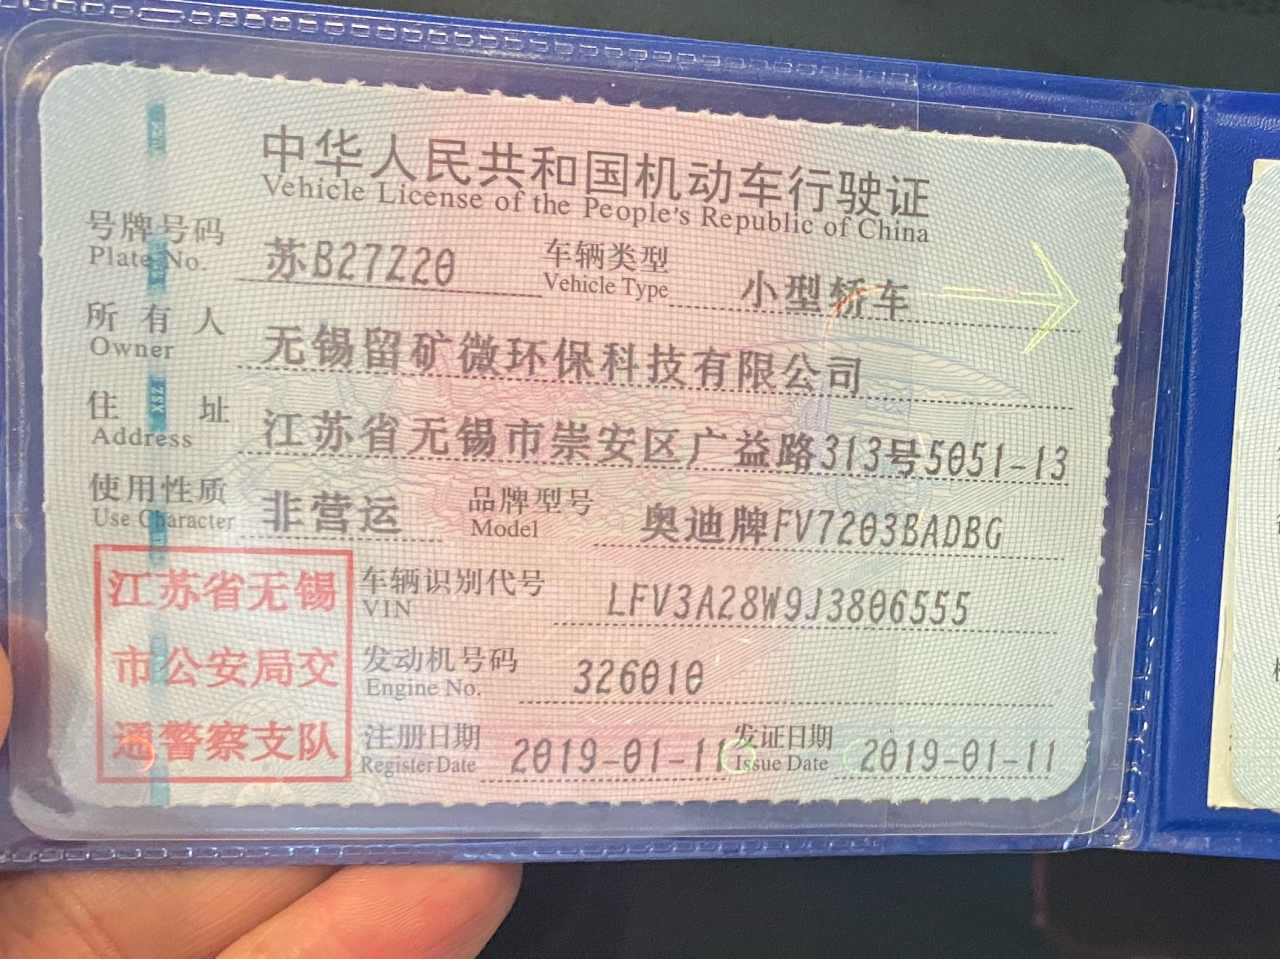 中华人民共和国机动车行驶证
Vehicle License of the People's Republic of China
号牌号码 苏B27Z20 车辆类型 小型轿车
Plate No. Vehicle Type
所有人 无锡留矿微环保科技有限公司
Owner
住址 江苏省无锡市崇安区广益路313号5051-13
Address
使用性质 非营运 品牌型号 奥迪牌FV7203BADBG
Use Character Model
江苏省无锡
市公安局交
通警察支队
车辆识别代号 LFV3A28W9J3806555
VIN
发动机号码 326010
Engine No.
注册日期 2019-01-11 发证日期 2019-01-11
Register Date Issue Date